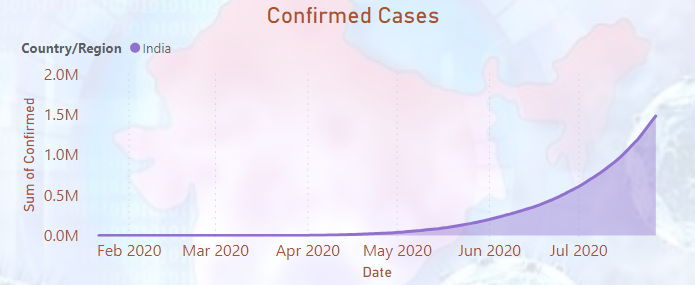 Confirmed Cases
Country/Region India
2.0M
1.5M
1.0M
0.5M
0.0M
Sum of Confirmed
Feb 2020 Mar 2020 Apr 2020 May 2020 Jun 2020 Jul 2020
Date